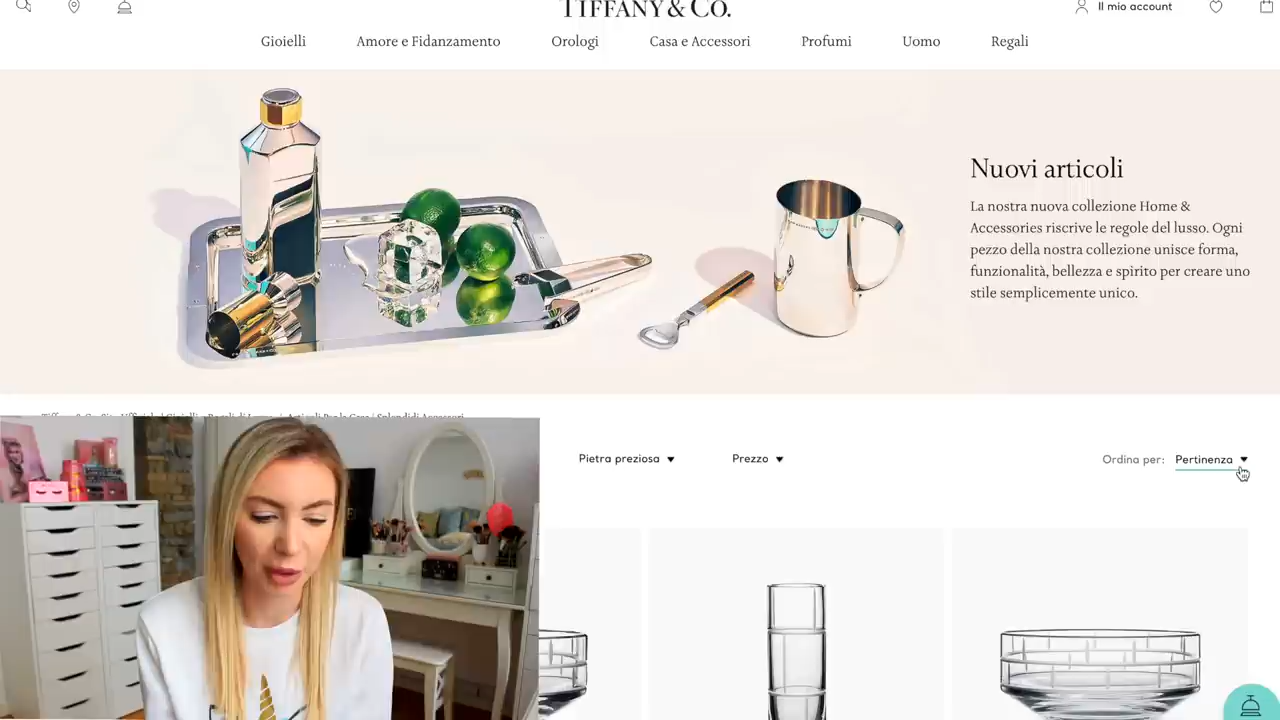 TIFFANY & CO.
Il mio account
Gioielli
Amore e Fidanzamento
Orologi
Casa e Accessori
Profumi
Uomo
Regali
Nuovi articoli
La nostra nuova collezione Home &
Accessories riscrive le regole del lusso. Ogni
pezzo della nostra collezione unisce forma,
funzionalità, bellezza e spirito per creare uno
stile semplicemente unico.
Pietra preziosa
Prezzo
Ordina per: Pertinenza